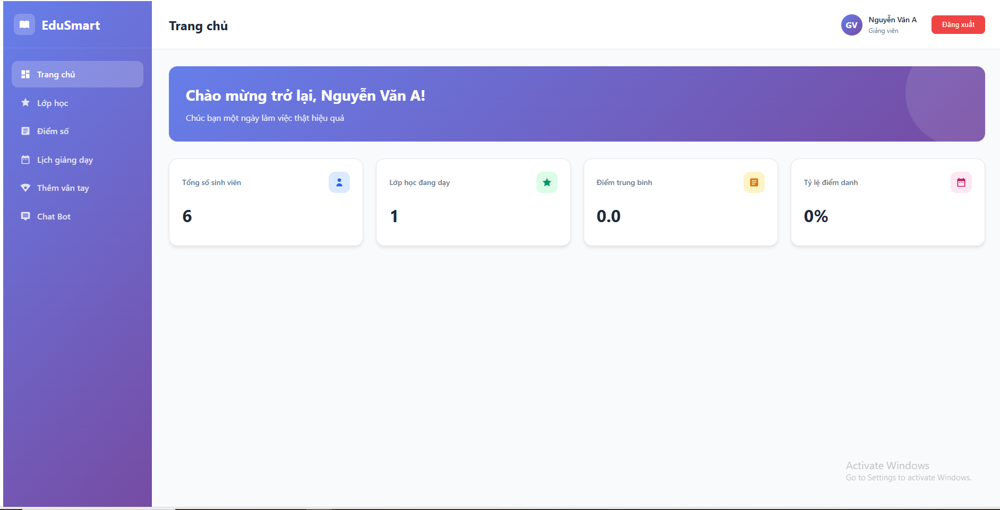 EduSmart
Trang chủ
Lớp học
Điểm số
Lịch giảng dạy
Thêm vân tay
Chat Bot
Trang chủ
GV
Nguyễn Văn A
Giảng viên
Đăng xuất
Chào mừng trở lại, Nguyễn Văn A!
Chúc bạn một ngày làm việc thật hiệu quả
Tổng số sinh viên
6
Lớp học đang dạy
1
Điểm trung bình
0.0
Tỷ lệ điểm danh
0%
Activate Windows
Go to Settings to activate Windows.